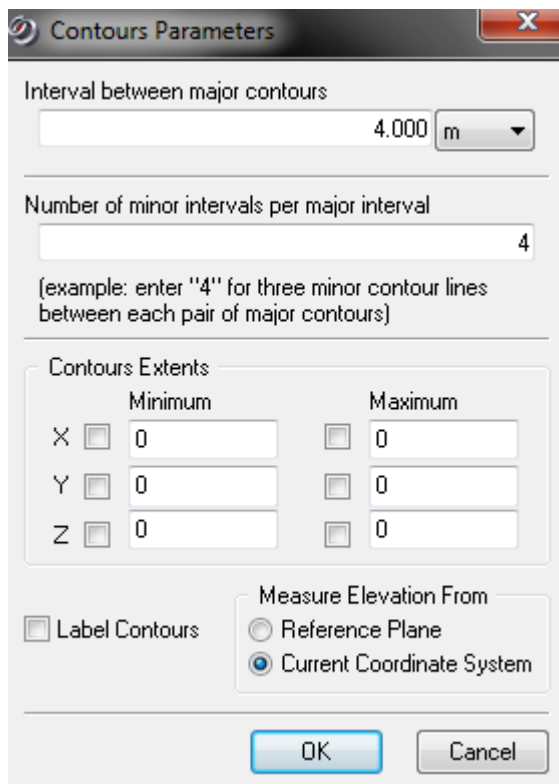 Contours Parameters
X
Interval between major contours
4.000 m
Number of minor intervals per major interval
4
(example: enter "4" for three minor contour lines
between each pair of major contours)
Contours Extents
Minimum Maximum
X 0 0
Y 0 0
Z 0 0
Measure Elevation From
Label Contours
Reference Plane
Current Coordinate System
OK Cancel